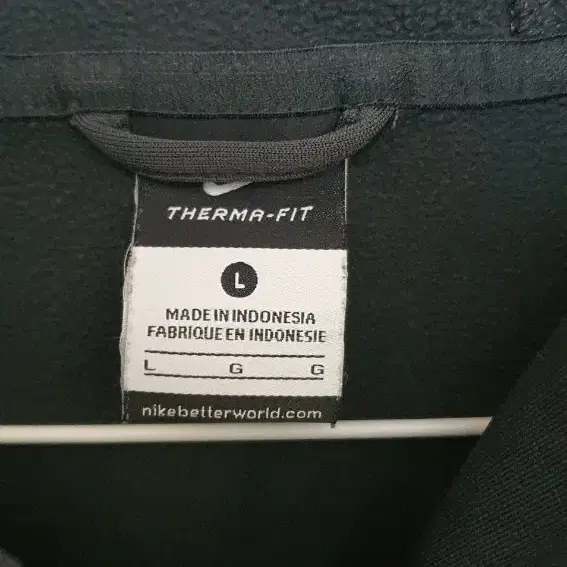 THERMA-FIT
L
MADE IN INDONESIA
FABRIQUE EN INDONESIE
L G G
nikebetterworld.com